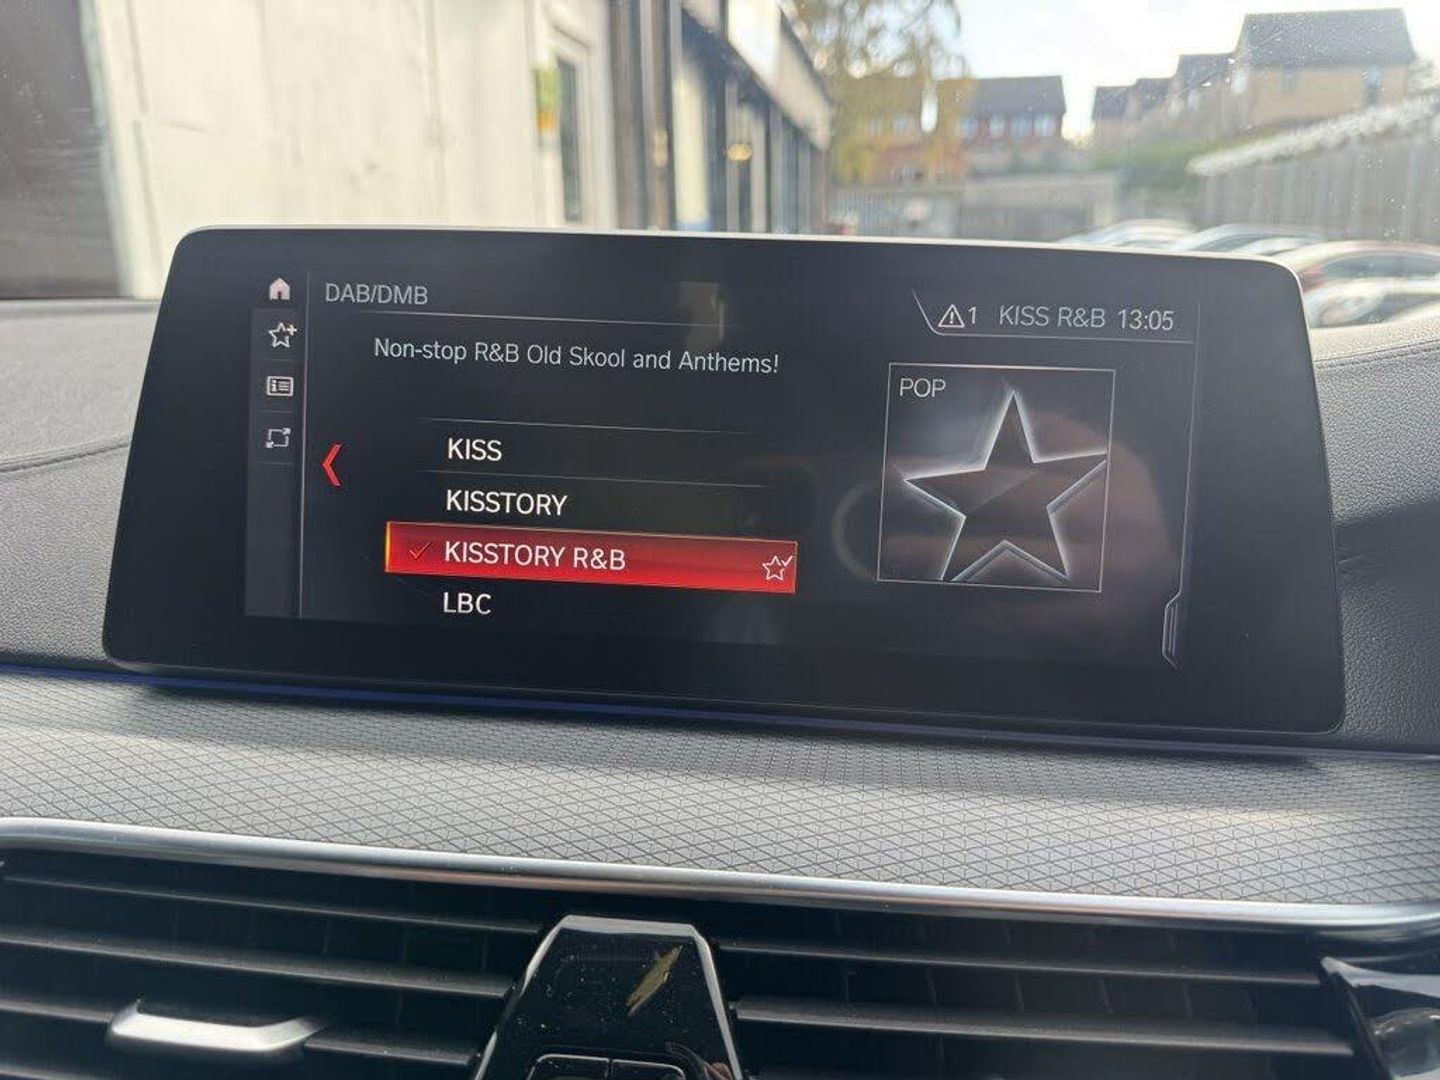 DAB/DMB
1 KISS R&B 13:05
Non-stop R&B Old Skool and Anthems!
POP
KISS
KISSTORY
KISSTORY R&B
LBC